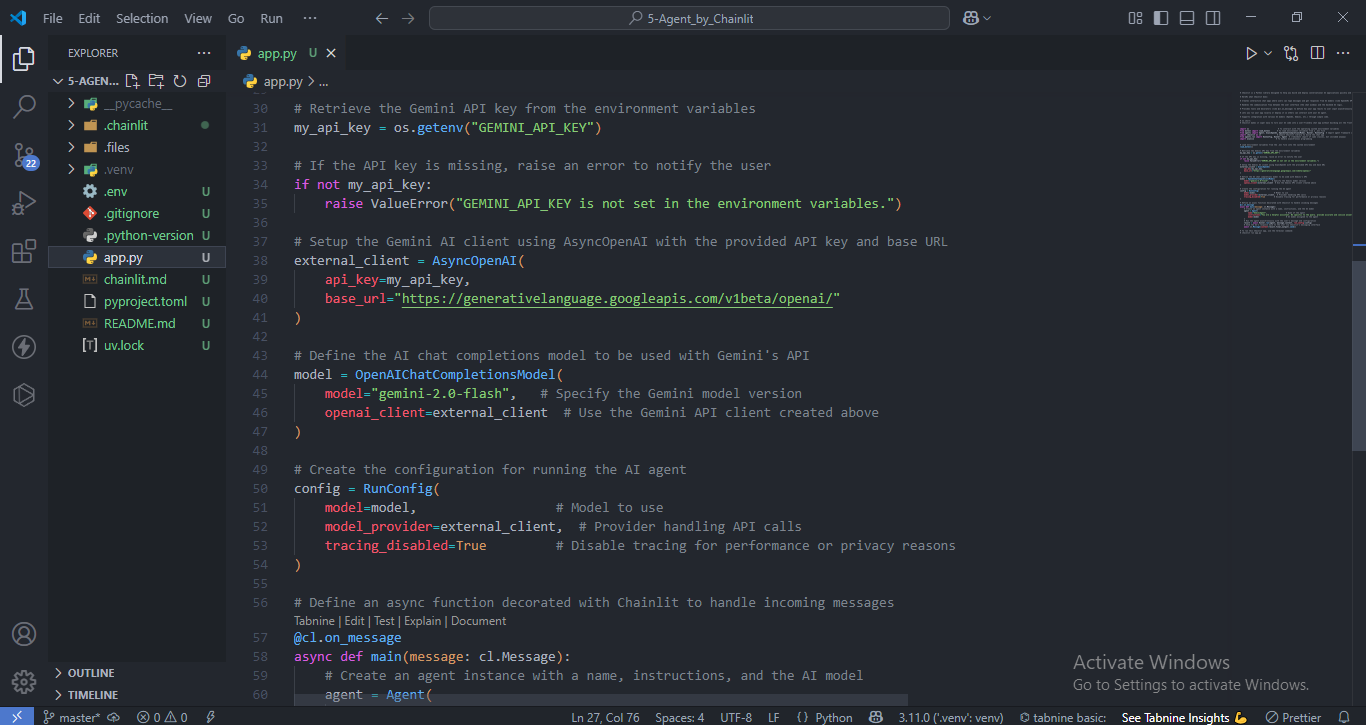 File Edit Selection View Go Run ··· 5-Agent_by_Chainlit
EXPLORER ···
5-AGEN...
__pycache__
.chainlit
.files
.venv
.env U
.gitignore U
.python-version U
app.py U
chainlit.md U
pyproject.toml U
README.md U
uv.lock U
OUTLINE
TIMELINE
22
app.py U
app.py > ...
30 # Retrieve the Gemini API key from the environment variables
31 my_api_key = os.getenv("GEMINI_API_KEY")
32
33 # If the API key is missing, raise an error to notify the user
34 if not my_api_key:
35     raise ValueError("GEMINI_API_KEY is not set in the environment variables.")
36
37 # Setup the Gemini AI client using AsyncOpenAI with the provided API key and base URL
38 external_client = AsyncOpenAI(
39     api_key=my_api_key,
40     base_url="https://generativelanguage.googleapis.com/v1beta/openai/"
41 )
42
43 # Define the AI chat completions model to be used with Gemini's API
44 model = OpenAIChatCompletionsModel(
45     model="gemini-2.0-flash",   # Specify the Gemini model version
46     openai_client=external_client  # Use the Gemini API client created above
47 )
48
49 # Create the configuration for running the AI agent
50 config = RunConfig(
51     model=model,                  # Model to use
52     model_provider=external_client,  # Provider handling API calls
53     tracing_disabled=True         # Disable tracing for performance or privacy reasons
54 )
55
56 # Define an async function decorated with Chainlit to handle incoming messages
Tabnine | Edit | Test | Explain | Document
57 @cl.on_message
58 async def main(message: cl.Message):
59     # Create an agent instance with a name, instructions, and the AI model
60     agent = Agent(
Activate Windows
Go to Settings to activate Windows.
master* 0 0 Ln 27, Col 76 Spaces: 4 UTF-8 LF {} Python 3.11.0 ('.venv': venv) tabnine basic: See Tabnine Insights Prettier